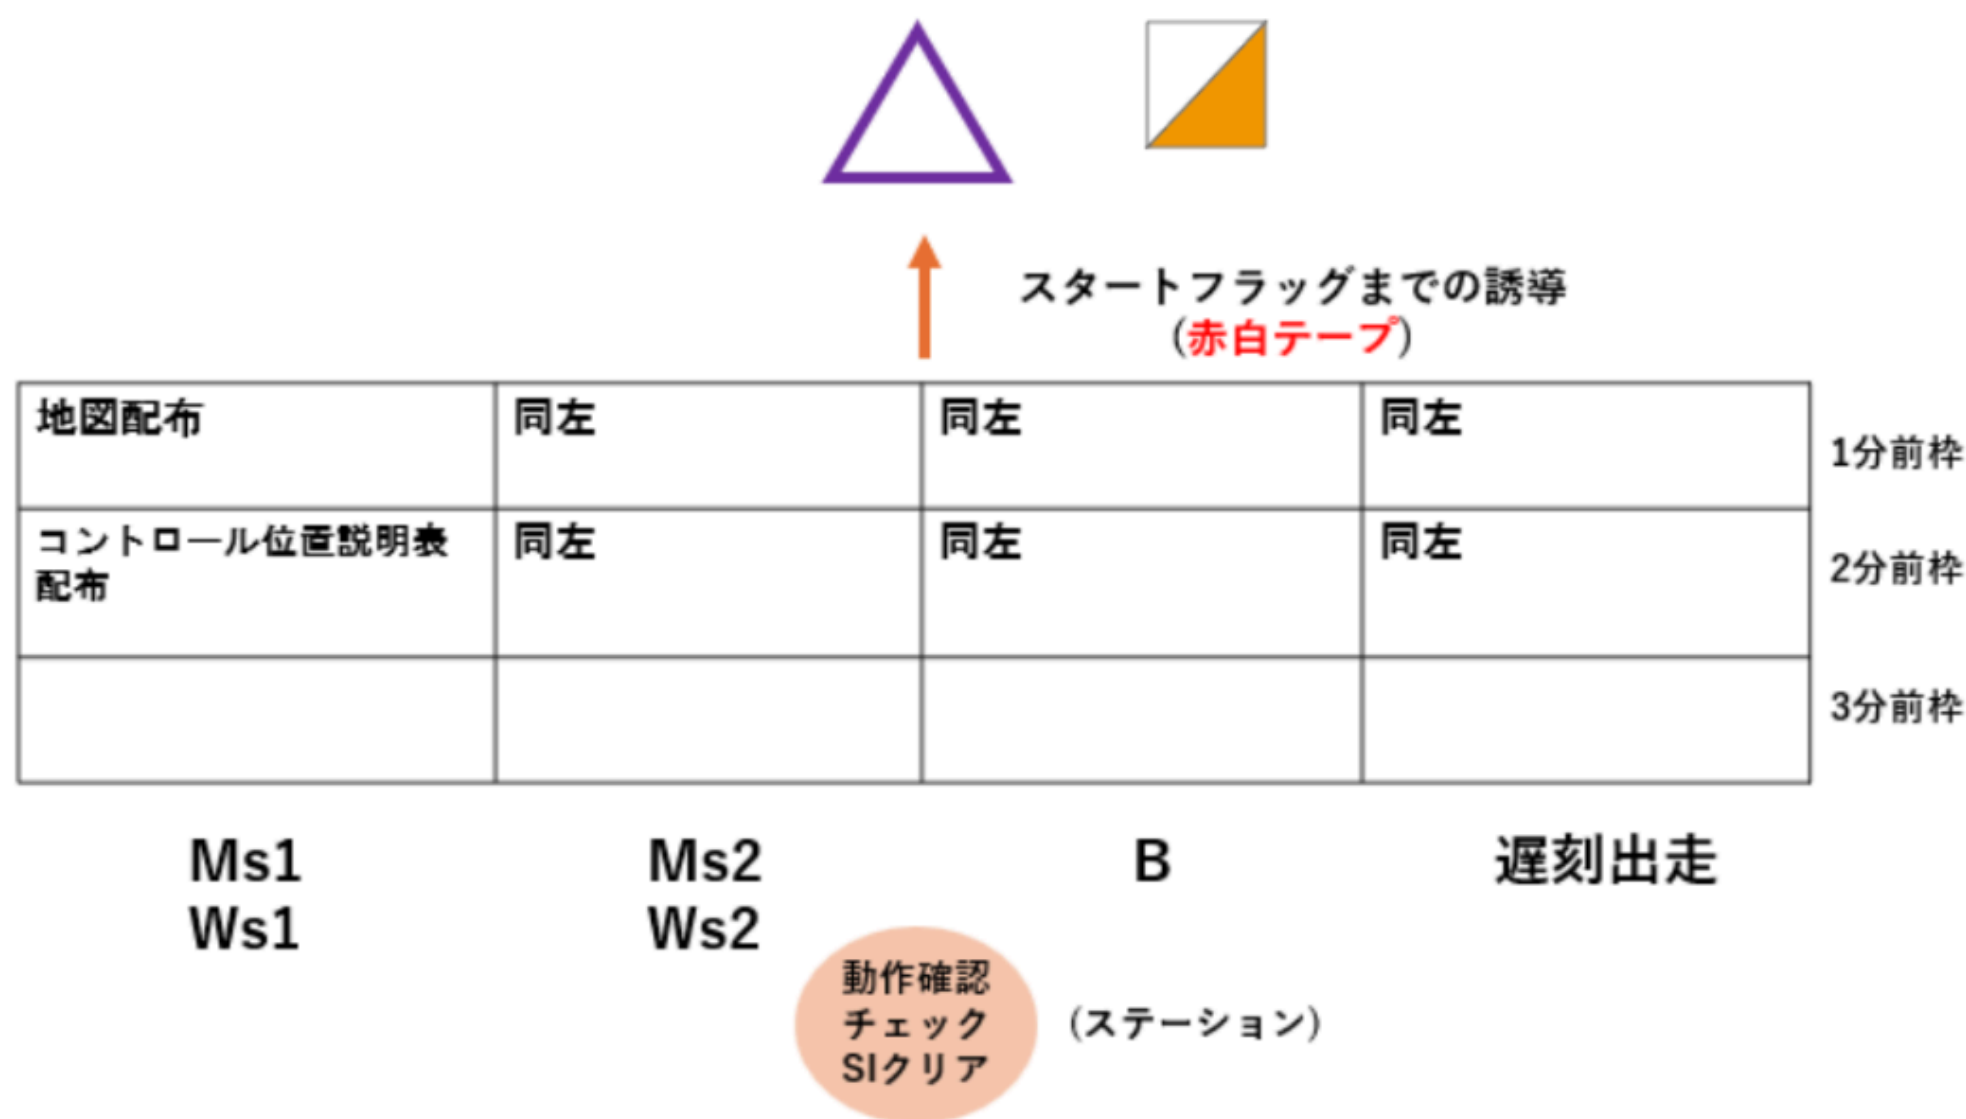 スタートフラッグまでの誘導
(赤白テープ)
地図配布 同左 同左 同左 1分前枠
コントロール位置説明表 同左 同左 同左 2分前枠
配布
3分前枠
Ms1 Ms2 B 遅刻出走
Ws1 Ws2
動作確認
チェック (ステーション)
SIクリア